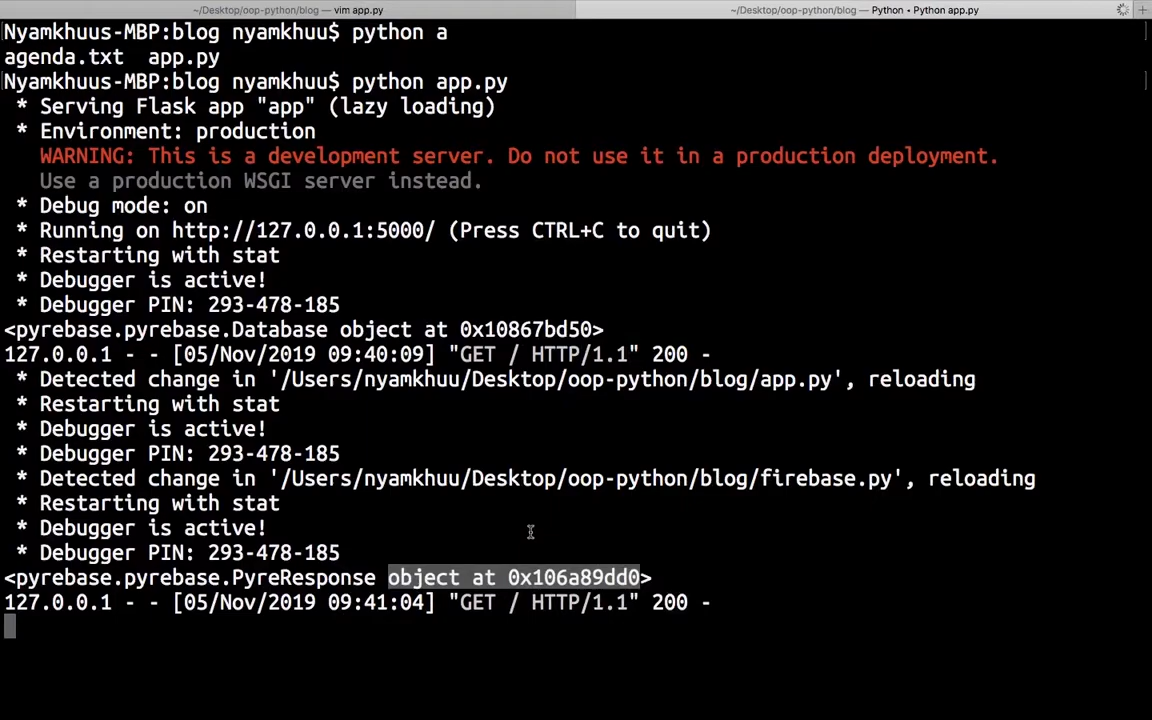 ~/Desktop/oop-python/blog — vim app.py
~/Desktop/oop-python/blog — Python • Python app.py
Nyamkhuus-MBP:blog nyamkhuu$ python a
agenda.txt  app.py
Nyamkhuus-MBP:blog nyamkhuu$ python app.py
 * Serving Flask app "app" (lazy loading)
 * Environment: production
   WARNING: This is a development server. Do not use it in a production deployment.
   Use a production WSGI server instead.
 * Debug mode: on
 * Running on http://127.0.0.1:5000/ (Press CTRL+C to quit)
 * Restarting with stat
 * Debugger is active!
 * Debugger PIN: 293-478-185
<pyrebase.pyrebase.Database object at 0x10867bd50>
127.0.0.1 - - [05/Nov/2019 09:40:09] "GET / HTTP/1.1" 200 -
 * Detected change in '/Users/nyamkhuu/Desktop/oop-python/blog/app.py', reloading
 * Restarting with stat
 * Debugger is active!
 * Debugger PIN: 293-478-185
 * Detected change in '/Users/nyamkhuu/Desktop/oop-python/blog/firebase.py', reloading
 * Restarting with stat
 * Debugger is active!
 * Debugger PIN: 293-478-185
<pyrebase.pyrebase.PyreResponse object at 0x106a89dd0>
127.0.0.1 - - [05/Nov/2019 09:41:04] "GET / HTTP/1.1" 200 -